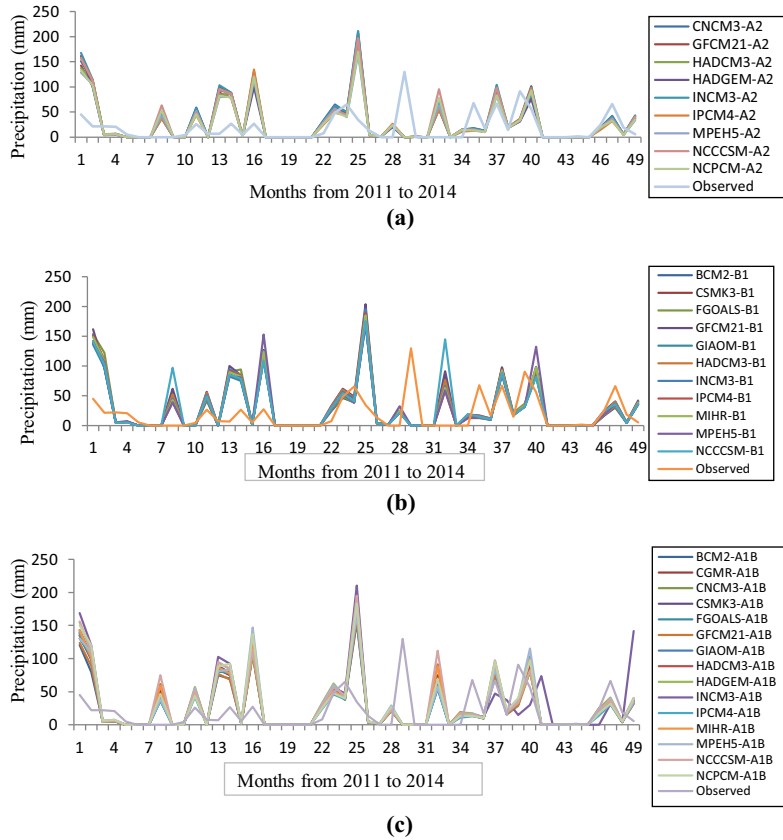 Precipitation (mm)
250
200
150
100
50
0
1 4 7 10 13 16 19 22 25 28 31 34 37 40 43 46 49
Months from 2011 to 2014
CNCM3-A2
GFCM21-A2
HADCM3-A2
HADGEM-A2
INCM3-A2
IPCM4-A2
MPEH5-A2
NCCCSM-A2
NCPCM-A2
Observed
(a)
Precipitation (mm)
250
200
150
100
50
0
1 4 7 10 13 16 19 22 25 28 31 34 37 40 43 46 49
Months from 2011 to 2014
BCM2-B1
CSMK3-B1
FGOALS-B1
GFCM21-B1
GIAOM-B1
HADCM3-B1
INCM3-B1
IPCM4-B1
MIHR-B1
MPEH5-B1
NCCCSM-B1
Observed
(b)
Precipitation (mm)
250
200
150
100
50
0
1 4 7 10 13 16 19 22 25 28 31 34 37 40 43 46 49
Months from 2011 to 2014
BCM2-A1B
CGMR-A1B
CNCM3-A1B
CSMK3-A1B
FGOALS-A1B
GFCM21-A1B
GIAOM-A1B
HADCM3-A1B
HADGEM-A1B
INCM3-A1B
IPCM4-A1B
MIHR-A1B
MPEH5-A1B
NCCCSM-A1B
NCPCM-A1B
Observed
(c)